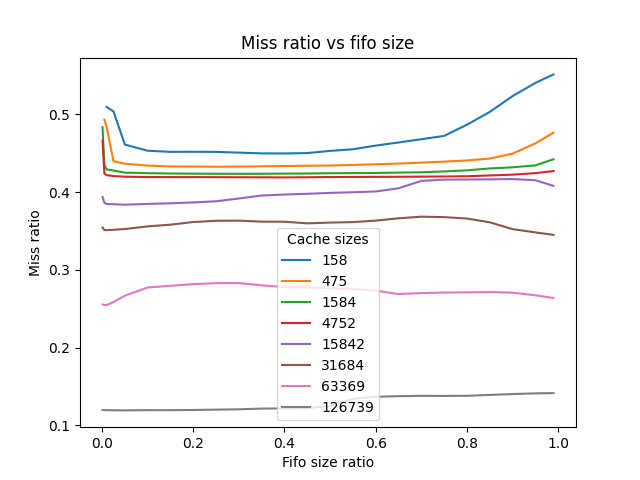 Miss ratio vs fifo size
Miss ratio
0.5
0.4
0.3
0.2
0.1
Cache sizes
158
475
1584
4752
15842
31684
63369
126739
0.0 0.2 0.4 0.6 0.8 1.0
Fifo size ratio